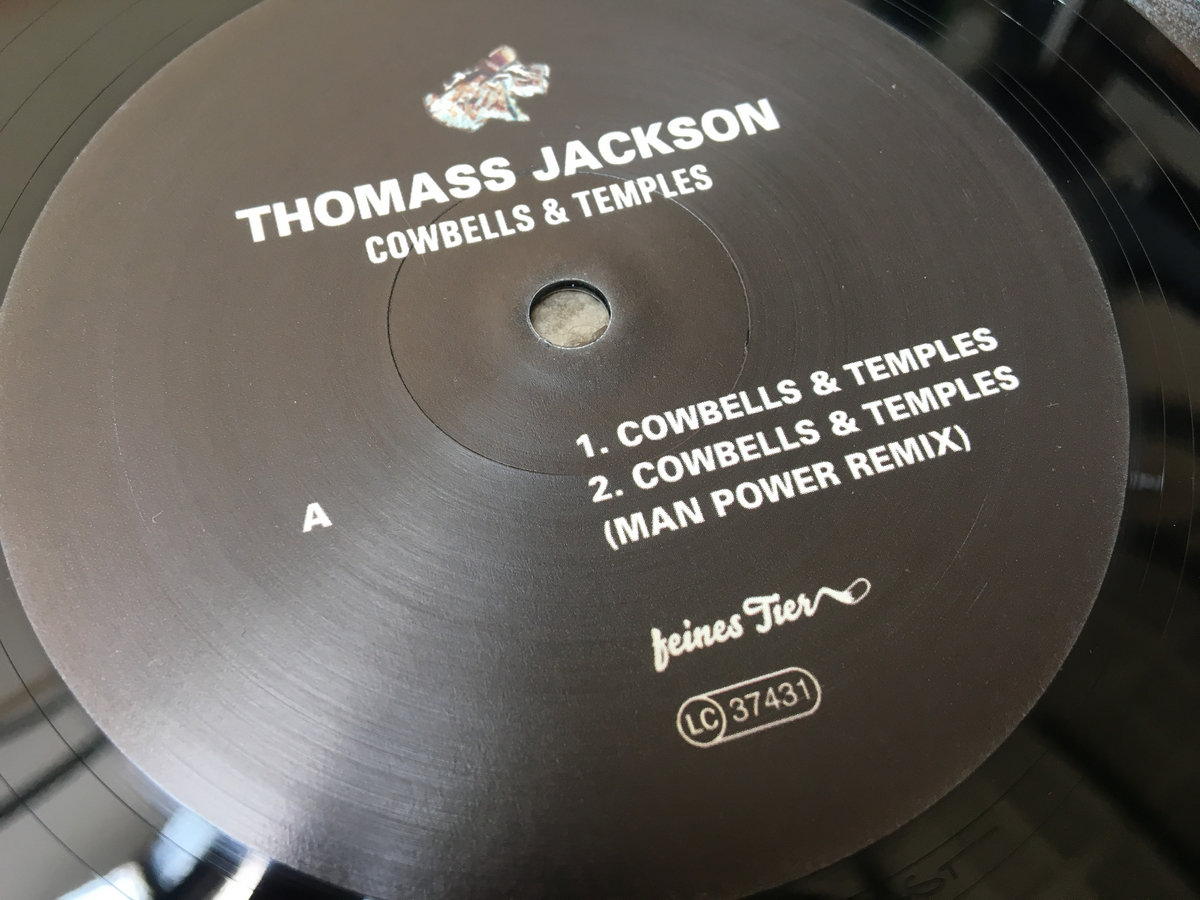 THOMASS JACKSON
COWBELLS & TEMPLES
1. COWBELLS & TEMPLES
2. COWBELLS & TEMPLES
(MAN POWER REMIX)
A
feines Tier
LC 37431